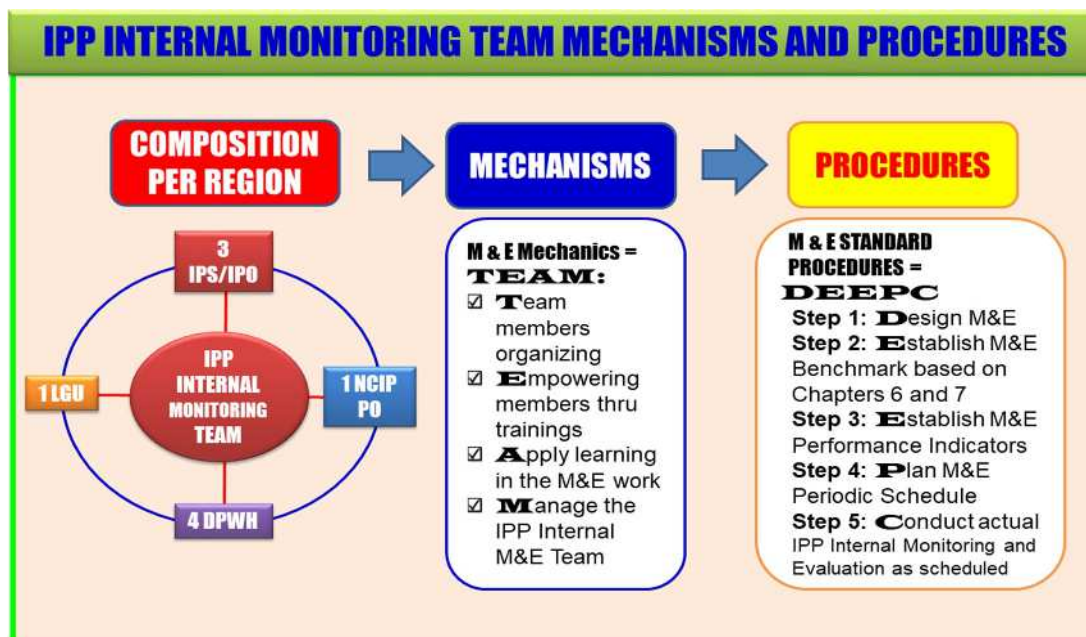 IPP INTERNAL MONITORING TEAM MECHANISMS AND PROCEDURES
COMPOSITION
PER REGION
MECHANISMS
PROCEDURES
3
IPS/IPO
1 LGU
IPP
INTERNAL
MONITORING
TEAM
1 NCIP
PO
4 DPWH
M & E Mechanics =
TEAM:
☑ Team
members
organizing
☑ Empowering
members thru
trainings
☑ Apply learning
in the M&E work
☑ Manage the
IPP Internal
M&E Team
M & E STANDARD
PROCEDURES =
DEEPC
Step 1: Design M&E
Step 2: Establish M&E
Benchmark based on
Chapters 6 and 7
Step 3: Establish M&E
Performance Indicators
Step 4: Plan M&E
Periodic Schedule
Step 5: Conduct actual
IPP Internal Monitoring and
Evaluation as scheduled